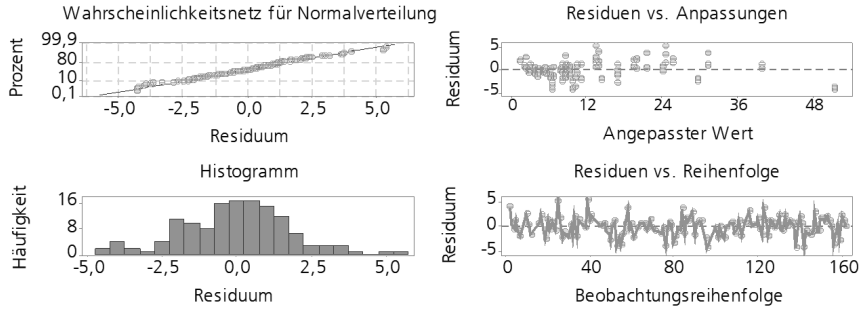 Wahrscheinlichkeitsnetz für Normalverteilung
Prozent
99,9
80
10
0,1
-5,0 -2,5 0,0 2,5 5,0
Residuum
Residuen vs. Anpassungen
Residuum
5
0
-5
0 12 24 36 48
Angepasster Wert
Histogramm
Häufigkeit
16
8
0
-5,0 -2,5 0,0 2,5 5,0
Residuum
Residuen vs. Reihenfolge
Residuum
5
0
-5
0 40 80 120 160
Beobachtungsreihenfolge